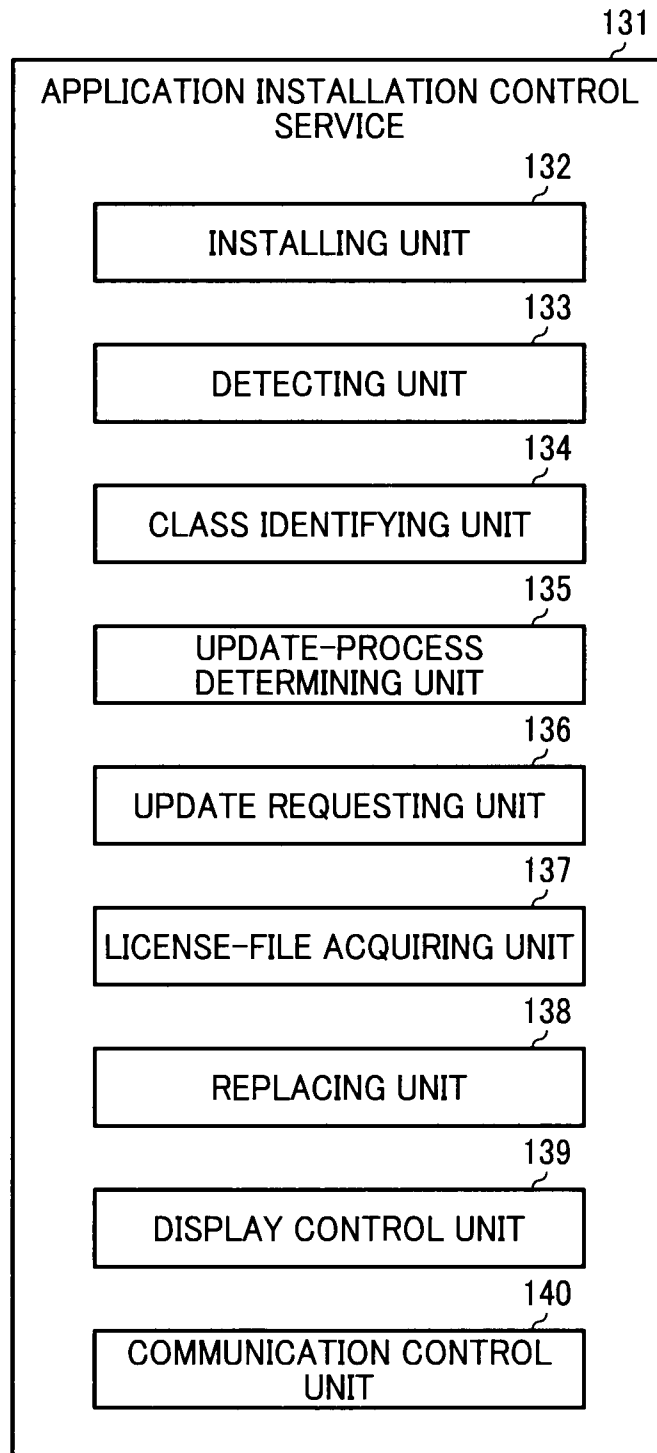 131
APPLICATION INSTALLATION CONTROL
SERVICE
132
INSTALLING UNIT
133
DETECTING UNIT
134
CLASS IDENTIFYING UNIT
135
UPDATE-PROCESS
DETERMINING UNIT
136
UPDATE REQUESTING UNIT
137
LICENSE-FILE ACQUIRING UNIT
138
REPLACING UNIT
139
DISPLAY CONTROL UNIT
140
COMMUNICATION CONTROL
UNIT